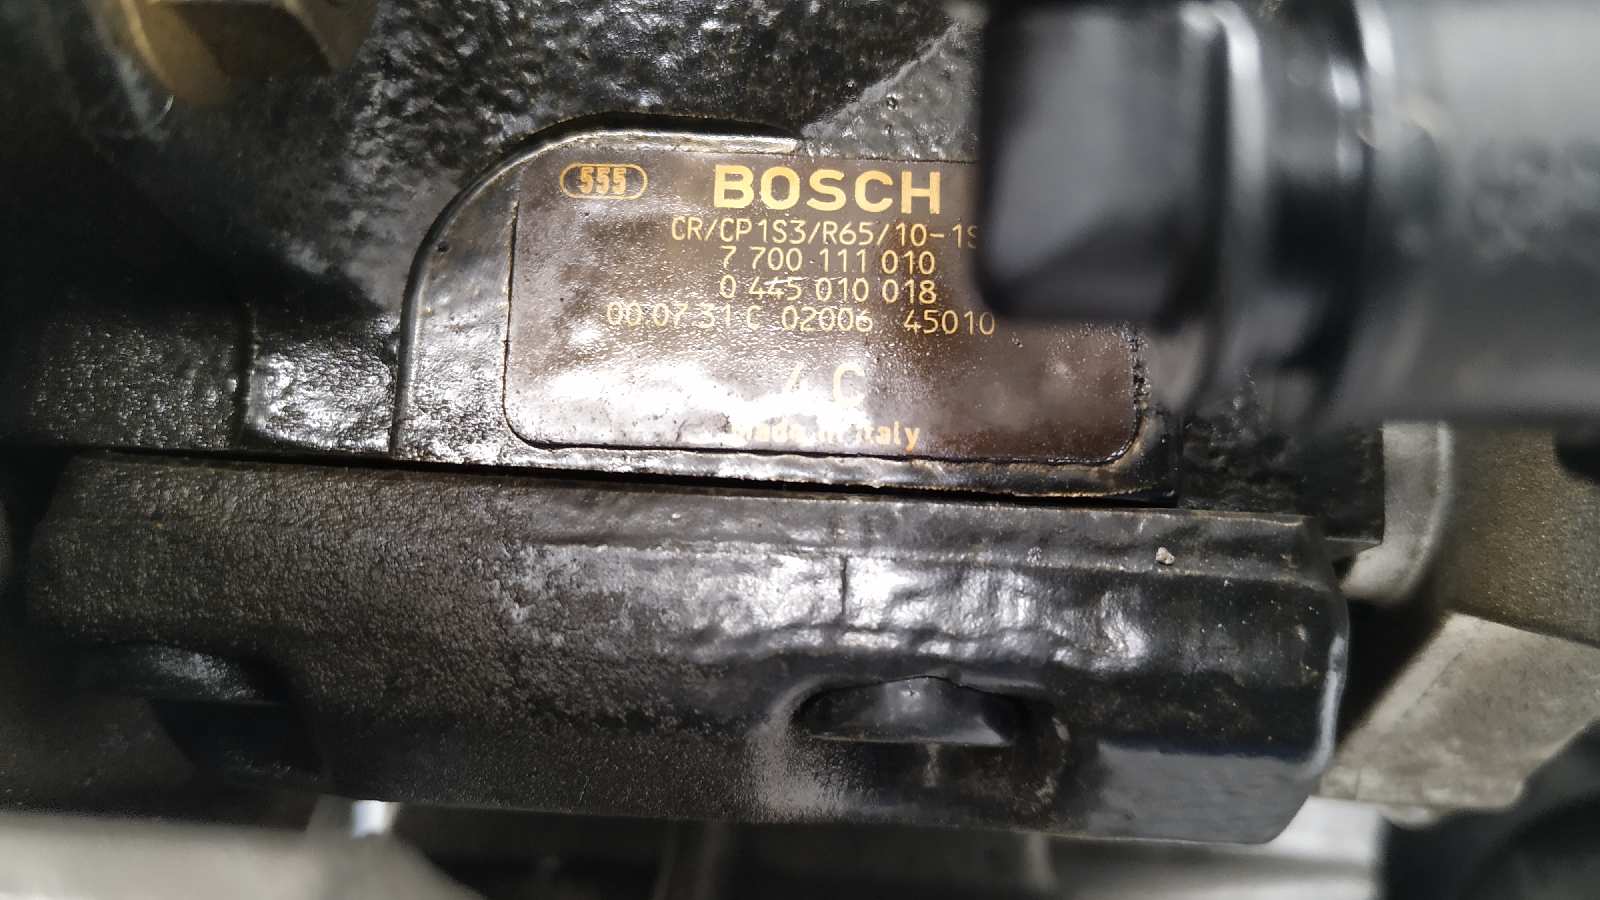 555 BOSCH
CR/CP1S3/R65/10-1S
7 700 111 010
0 445 010 018
00.07.31 C 02006 45010
4 C
Made in Italy